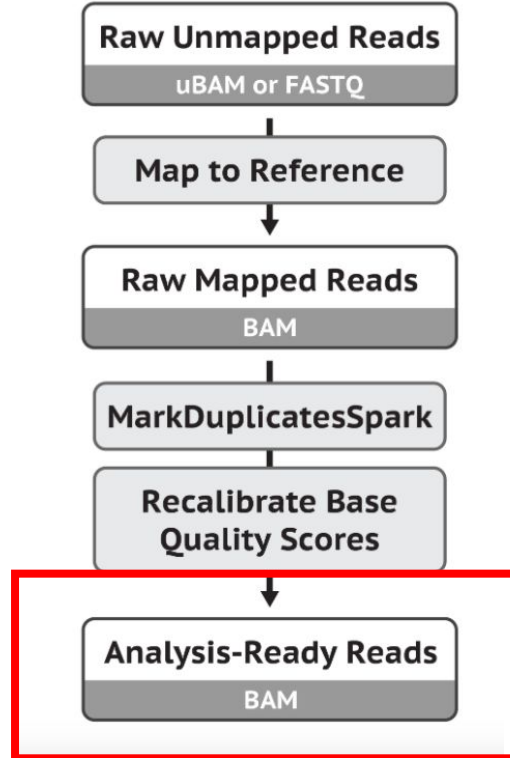 Raw Unmapped Reads
uBAM or FASTQ
Map to Reference
Raw Mapped Reads
BAM
MarkDuplicatesSpark
Recalibrate Base
Quality Scores
Analysis-Ready Reads
BAM